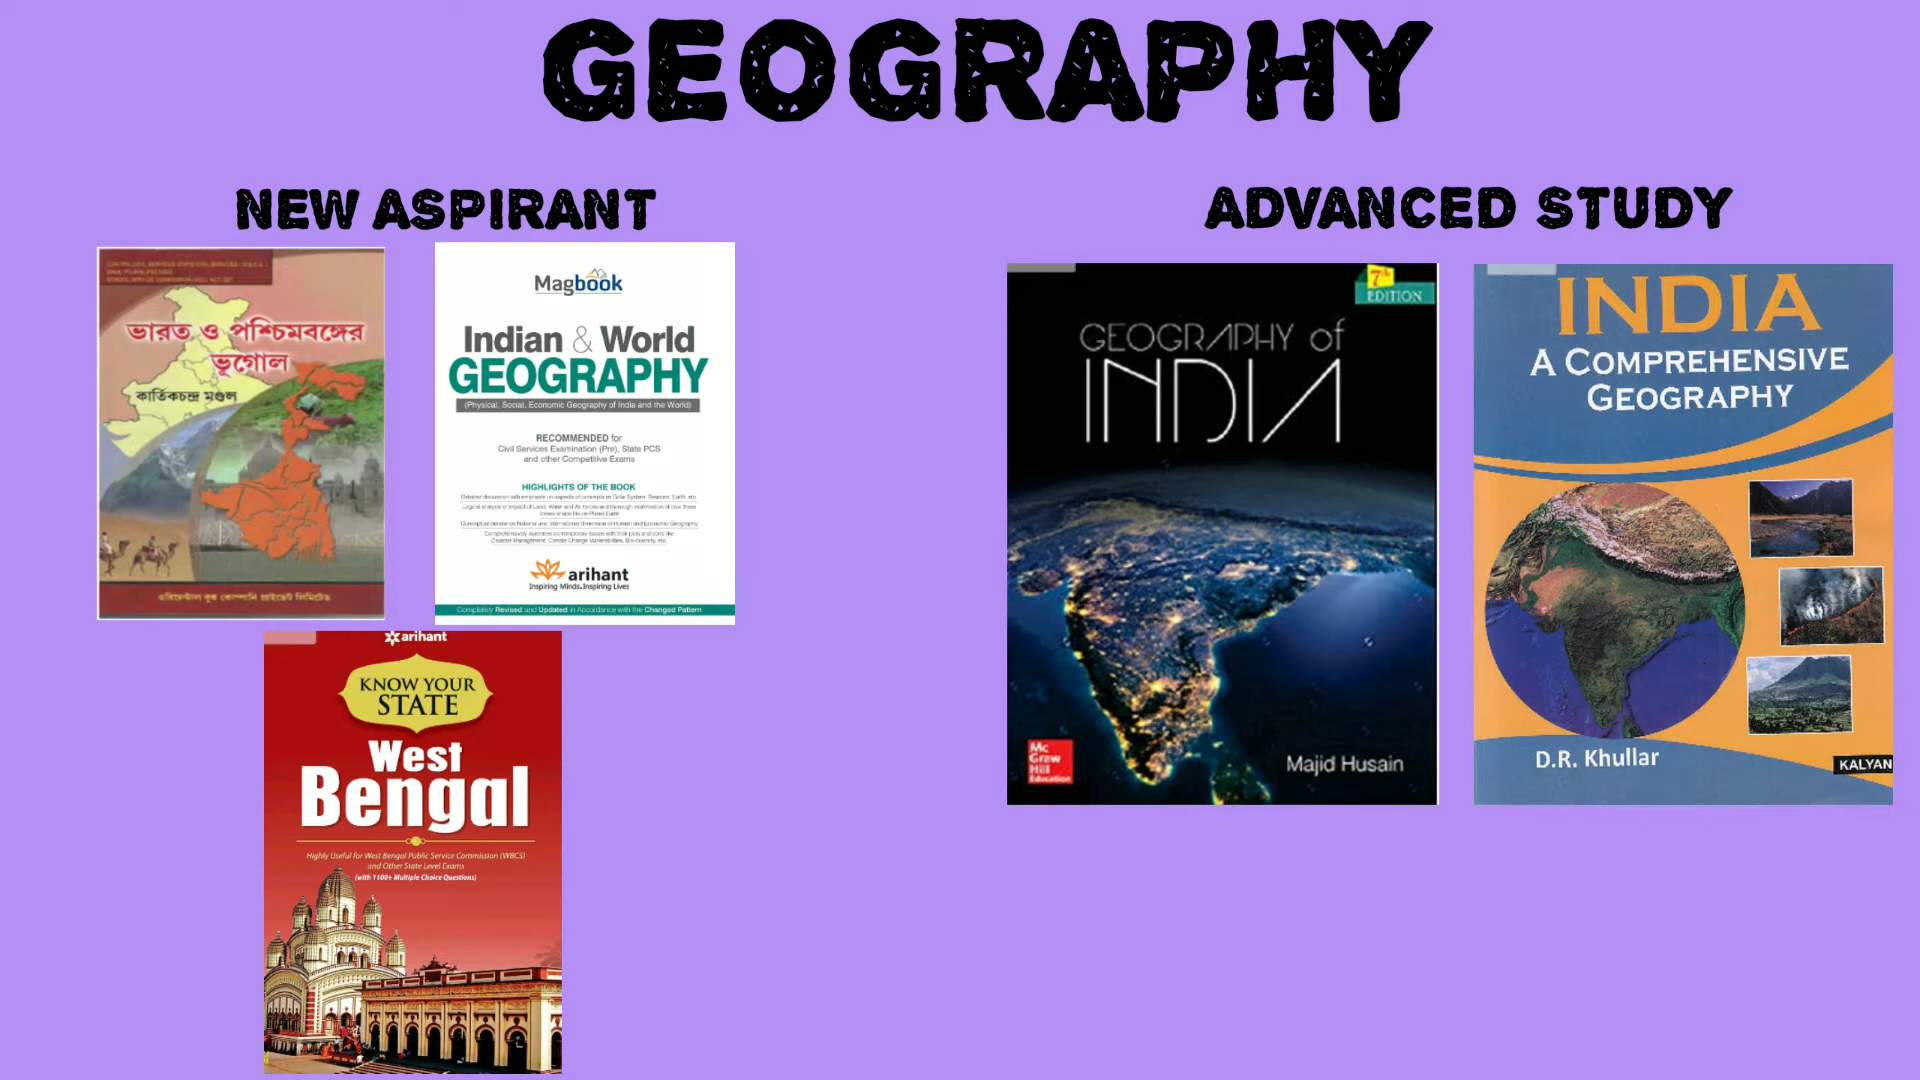 GEOGRAPHY
NEW ASPIRANT
ভারত ও পশ্চিমবঙ্গের
ভূগোল
কার্তিকচন্দ্র মণ্ডল
ওরিয়েন্টাল বুক কোম্পানি প্রাইভেট লিমিটেড
Magbook
Indian & World
GEOGRAPHY
(Physical, Social, Economic Geography of India and the World)
RECOMMENDED for
Civil Services Examination (Pre), State PCS
and other Competitive Exams
HIGHLIGHTS OF THE BOOK
arihant
Inspiring Minds. Inspiring Lives
Completely Revised and Updated in Accordance with the Changed Pattern
arihant
KNOW YOUR
STATE
West
Bengal
Highly Useful for West Bengal Public Service Commission (WBCS)
and Other State Level Exams
(with 1100+ Multiple Choice Questions)
ADVANCED STUDY
7th
EDITION
GEOGRAPHY of
INDIA
Mc
Graw
Hill
Education
Majid Husain
INDIA
A COMPREHENSIVE
GEOGRAPHY
D.R. Khullar
KALYAN